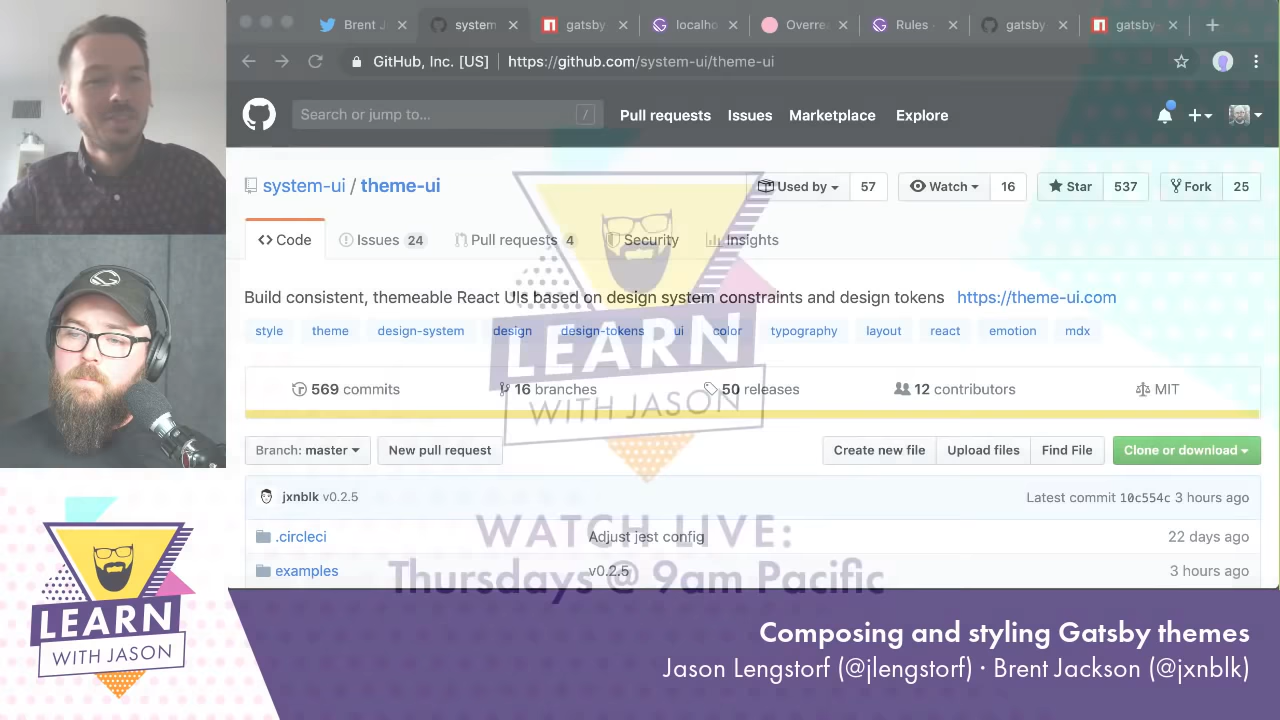 Brent J
system
gatsby
localho
Overre
Rules
gatsby
gatsby
GitHub, Inc. [US]
https://github.com/system-ui/theme-ui
Search or jump to...
/
Pull requests
Issues
Marketplace
Explore
system-ui / theme-ui
Used by
57
Watch
16
Star
537
Fork
25
Code
Issues 24
Pull requests 4
Security
Insights
Build consistent, themeable React UIs based on design system constraints and design tokens https://theme-ui.com
style
theme
design-system
design
design-tokens
ui
color
typography
layout
react
emotion
mdx
569 commits
16 branches
50 releases
12 contributors
MIT
LEARN
WITH JASON
Branch: master
New pull request
Create new file
Upload files
Find File
Clone or download
jxnblk v0.2.5
Latest commit 10c554c 3 hours ago
.circleci
Adjust jest config
22 days ago
examples
v0.2.5
3 hours ago
WATCH LIVE:
Thursdays @ 9am Pacific
LEARN
WITH JASON
Composing and styling Gatsby themes
Jason Lengstorf (@jlengstorf) · Brent Jackson (@jxnblk)